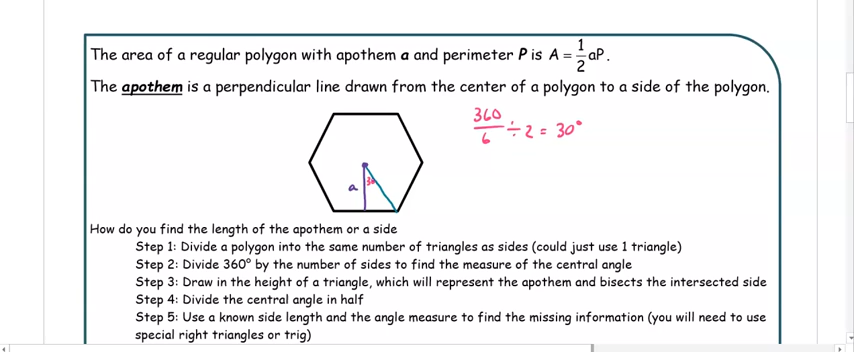 The area of a regular polygon with apothem a and perimeter P is A = 1/2 aP.
The apothem is a perpendicular line drawn from the center of a polygon to a side of the polygon.
360/6 ÷ 2 = 30°
a 30
How do you find the length of the apothem or a side
Step 1: Divide a polygon into the same number of triangles as sides (could just use 1 triangle)
Step 2: Divide 360° by the number of sides to find the measure of the central angle
Step 3: Draw in the height of a triangle, which will represent the apothem and bisects the intersected side
Step 4: Divide the central angle in half
Step 5: Use a known side length and the angle measure to find the missing information (you will need to use
special right triangles or trig)